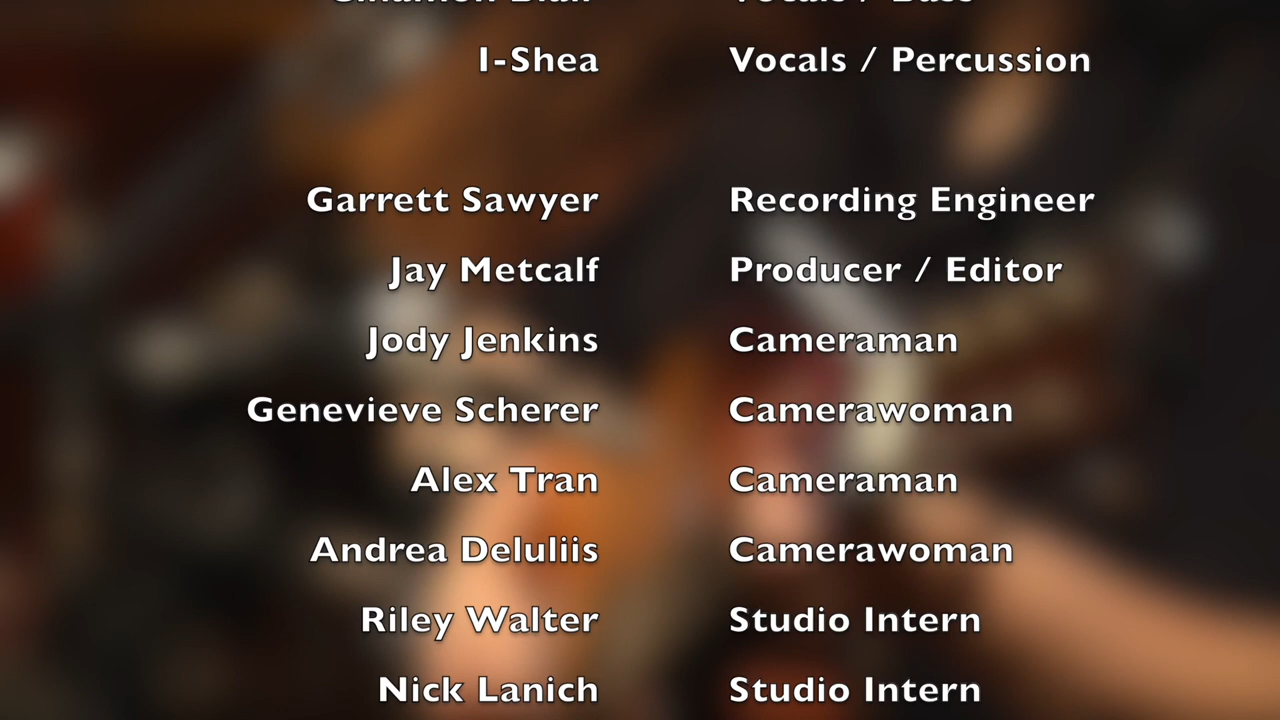 I-Shea Vocals / Percussion
Garrett Sawyer Recording Engineer
Jay Metcalf Producer / Editor
Jody Jenkins Cameraman
Genevieve Scherer Camerawoman
Alex Tran Cameraman
Andrea Deluliis Camerawoman
Riley Walter Studio Intern
Nick Lanich Studio Intern